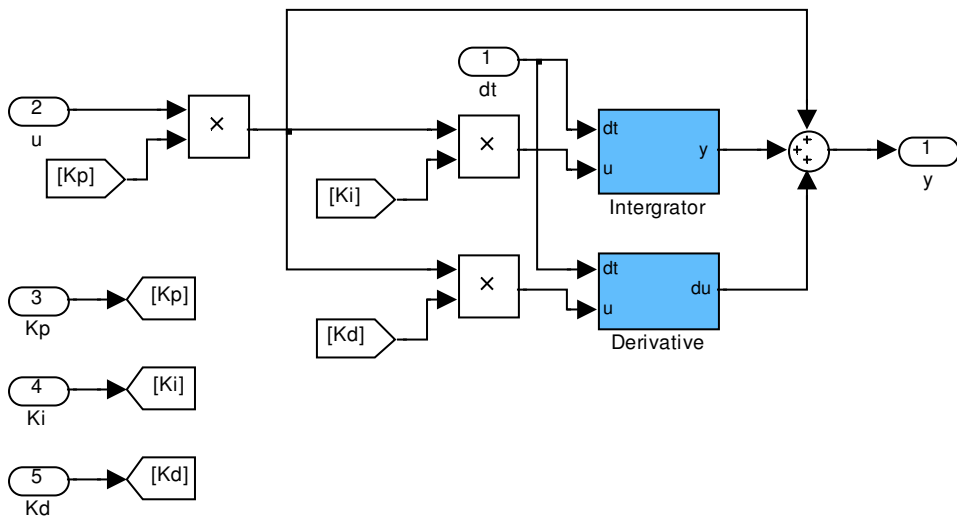 1
dt
2
u
×
[Kp]
×
[Ki]
dt
u
y
Intergrator
+
+
+
1
y
×
[Kd]
dt
u
du
Derivative
3
Kp
[Kp]
4
Ki
[Ki]
5
Kd
[Kd]